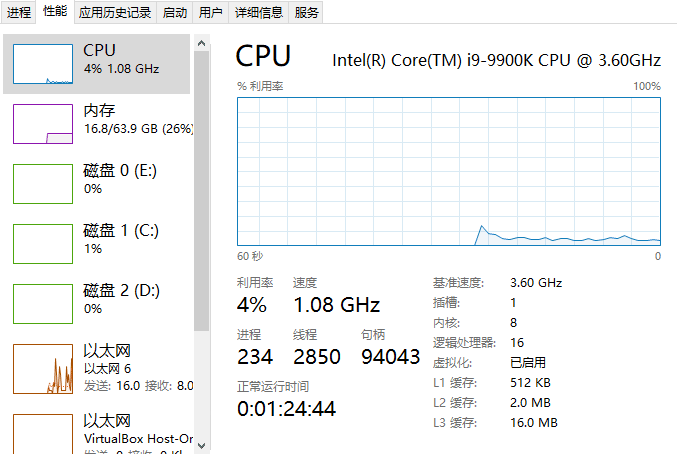 进程 性能 应用历史记录 启动 用户 详细信息 服务
CPU
4% 1.08 GHz
内存
16.8/63.9 GB (26%)
磁盘 0 (E:)
0%
磁盘 1 (C:)
1%
磁盘 2 (D:)
0%
以太网
以太网 6
发送: 16.0 接收: 8.0
以太网
VirtualBox Host-Or
CPU
Intel(R) Core(TM) i9-9900K CPU @ 3.60GHz
% 利用率 100%
60 秒 0
利用率 速度
4% 1.08 GHz
进程 线程 句柄
234 2850 94043
正常运行时间
0:01:24:44
基准速度: 3.60 GHz
插槽: 1
内核: 8
逻辑处理器: 16
虚拟化: 已启用
L1 缓存: 512 KB
L2 缓存: 2.0 MB
L3 缓存: 16.0 MB